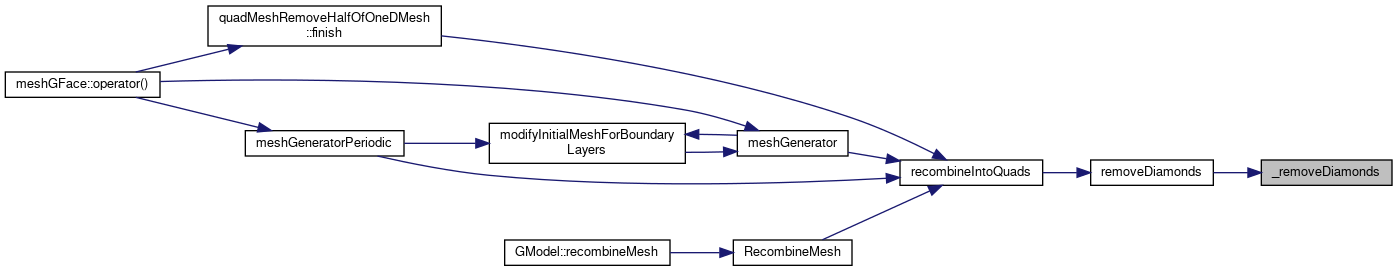 quadMeshRemoveHalfOfOneDMesh
::finish
meshGFace::operator()
meshGeneratorPeriodic
modifyInitialMeshForBoundary
Layers
meshGenerator
recombineIntoQuads
removeDiamonds
_removeDiamonds
GModel::recombineMesh
RecombineMesh